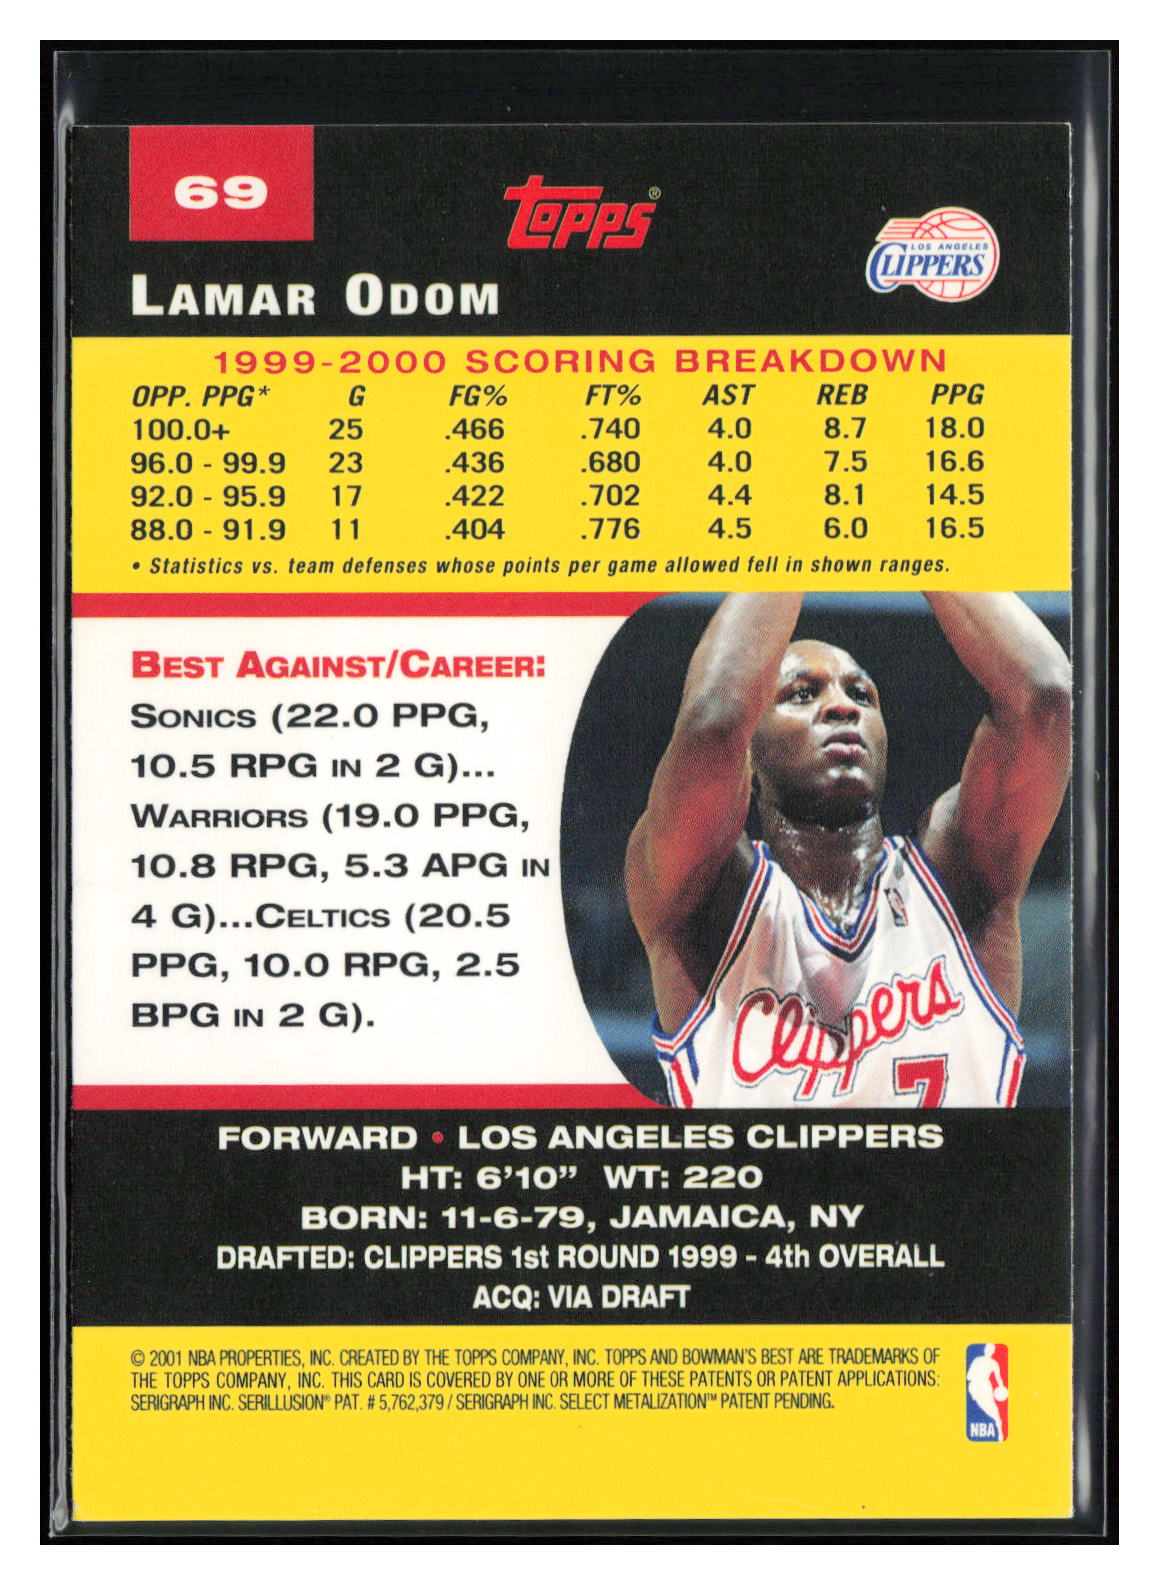 69
TOPPS®
LOS ANGELES
CLIPPERS
LAMAR ODOM
1999-2000 SCORING BREAKDOWN
OPP. PPG* G FG% FT% AST REB PPG
100.0+ 25 .466 .740 4.0 8.7 18.0
96.0 - 99.9 23 .436 .680 4.0 7.5 16.6
92.0 - 95.9 17 .422 .702 4.4 8.1 14.5
88.0 - 91.9 11 .404 .776 4.5 6.0 16.5
• Statistics vs. team defenses whose points per game allowed fell in shown ranges.
BEST AGAINST/CAREER:
SONICS (22.0 PPG,
10.5 RPG IN 2 G)...
WARRIORS (19.0 PPG,
10.8 RPG, 5.3 APG IN
4 G)...CELTICS (20.5
PPG, 10.0 RPG, 2.5
BPG IN 2 G).
Clippers
7
FORWARD • LOS ANGELES CLIPPERS
HT: 6'10” WT: 220
BORN: 11-6-79, JAMAICA, NY
DRAFTED: CLIPPERS 1st ROUND 1999 - 4th OVERALL
ACQ: VIA DRAFT
© 2001 NBA PROPERTIES, INC. CREATED BY THE TOPPS COMPANY, INC. TOPPS AND BOWMAN'S BEST ARE TRADEMARKS OF
THE TOPPS COMPANY, INC. THIS CARD IS COVERED BY ONE OR MORE OF THESE PATENTS OR PATENT APPLICATIONS:
SERIGRAPH INC. SERILLUSION® PAT. # 5,762,379 / SERIGRAPH INC. SELECT METALIZATION™ PATENT PENDING.
NBA